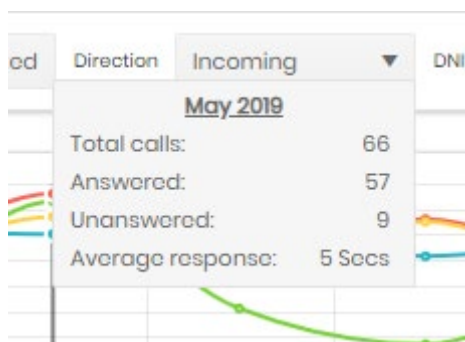 ed Direction Incoming DNI
May 2019
Total calls: 66
Answered: 57
Unanswered: 9
Average response: 5 Secs